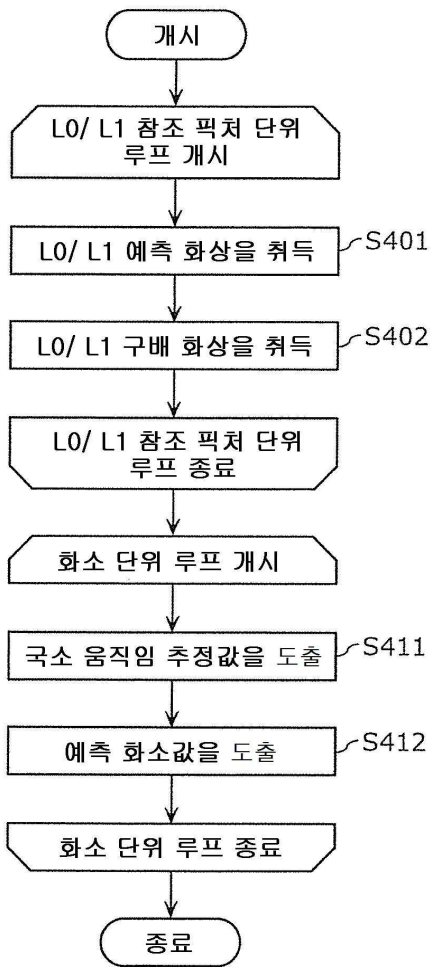 개시
L0/ L1 참조 픽처 단위
루프 개시
L0/ L1 예측 화상을 취득
S401
L0/ L1 구배 화상을 취득
S402
L0/ L1 참조 픽처 단위
루프 종료
화소 단위 루프 개시
국소 움직임 추정값을 도출
S411
예측 화소값을 도출
S412
화소 단위 루프 종료
종료